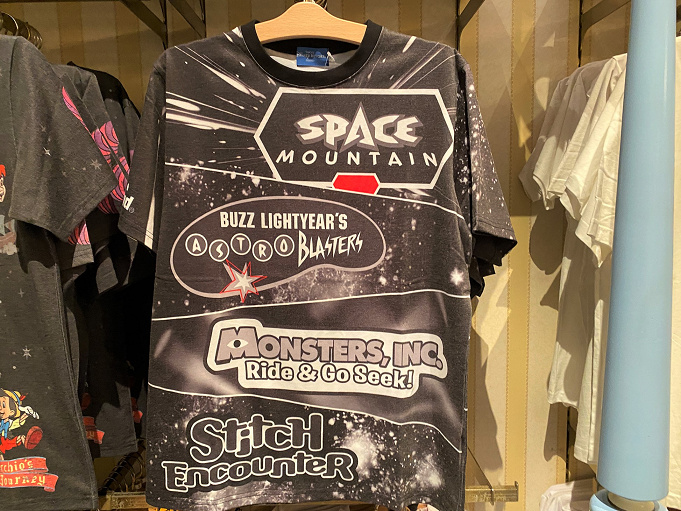 SPACE
MOUNTAIN
BUZZ LIGHTYEAR'S
ASTRO BLASTERS
MONSTERS, INC.
Ride & Go Seek!
Stitch
Encounter